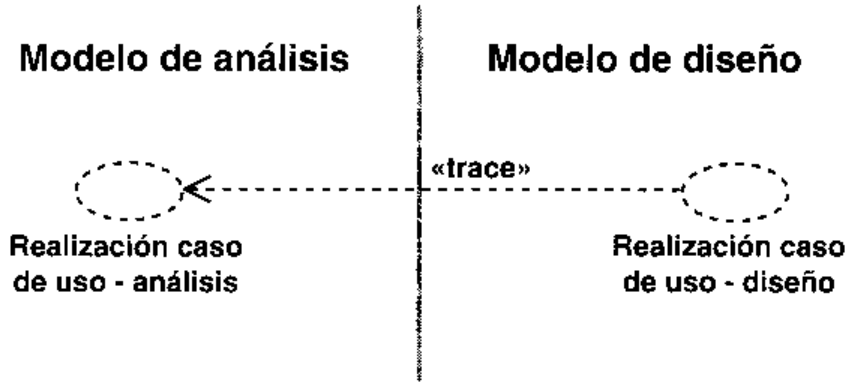 Modelo de análisis
Modelo de diseño
«trace»
Realización caso
de uso - análisis
Realización caso
de uso - diseño